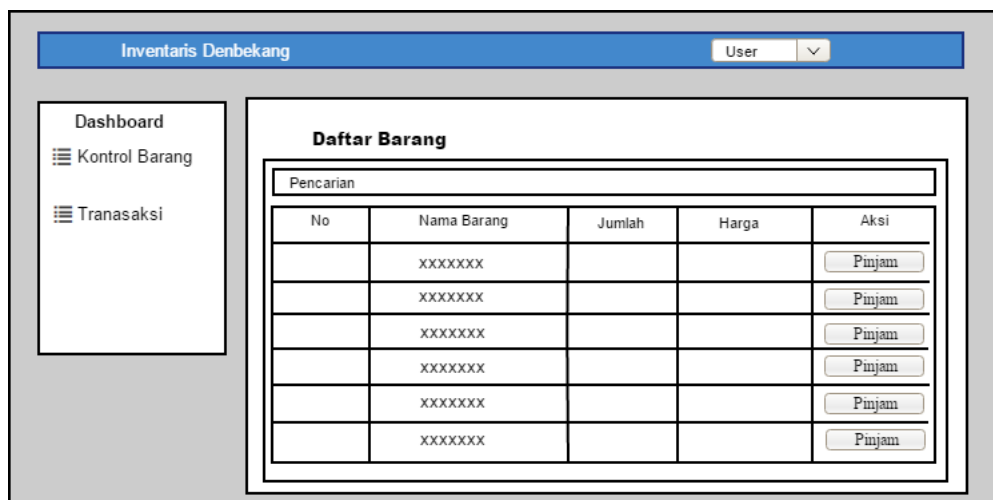 Inventaris Denbekang User
Dashboard
Kontrol Barang
Tranasaksi
Daftar Barang
Pencarian
No Nama Barang Jumlah Harga Aksi
xxxxxxx Pinjam
xxxxxxx Pinjam
xxxxxxx Pinjam
xxxxxxx Pinjam
xxxxxxx Pinjam
xxxxxxx Pinjam